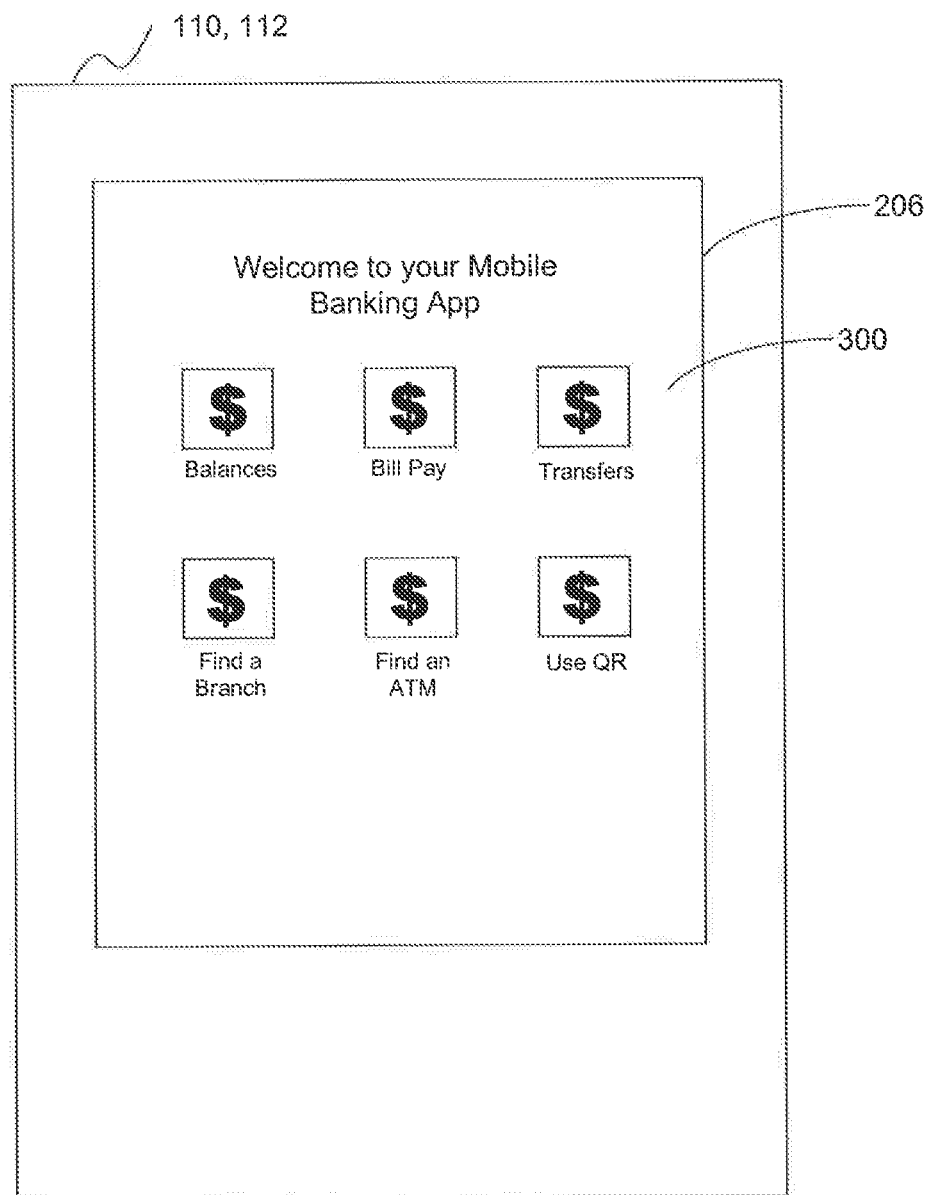 110, 112
206
Welcome to your Mobile
Banking App
300
$ $ $
Balances Bill Pay Transfers
$ $ $
Find a Find an Use QR
Branch ATM